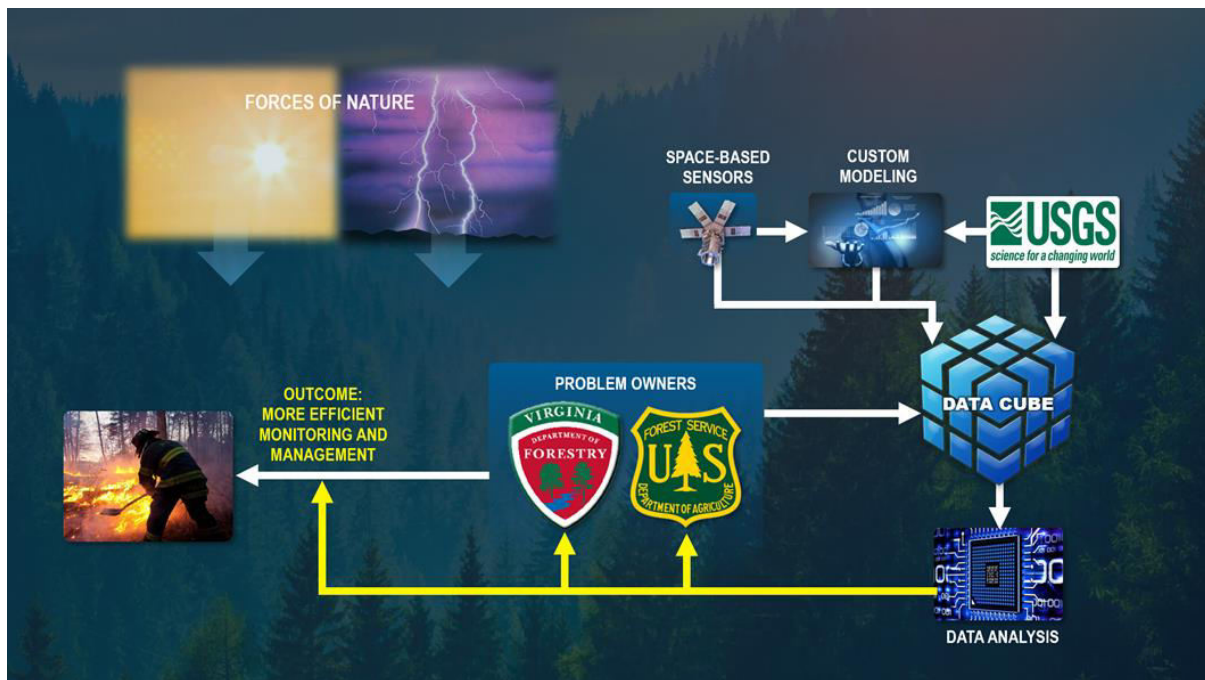 FORCES OF NATURE
SPACE-BASED
SENSORS
CUSTOM
MODELING
USGS
science for a changing world
OUTCOME:
MORE EFFICIENT
MONITORING AND
MANAGEMENT
PROBLEM OWNERS
VIRGINIA
DEPARTMENT OF
FORESTRY
FOREST SERVICE
U S
DEPARTMENT OF AGRICULTURE
DATA CUBE
DATA ANALYSIS